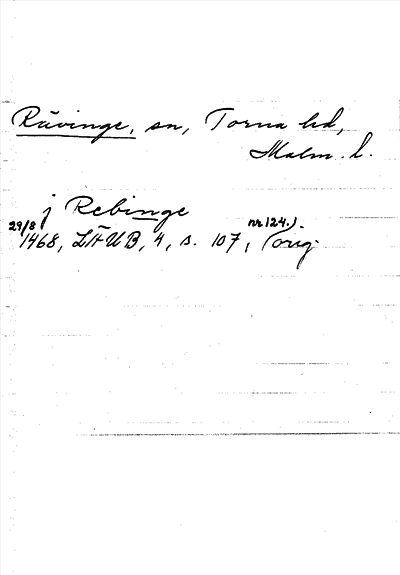 Rävinge, sn, Torna hd,
Malm. l.
j Rebinge
29/8 1468, LÄUB, 4, s. 107, (orig.
nr 124.).